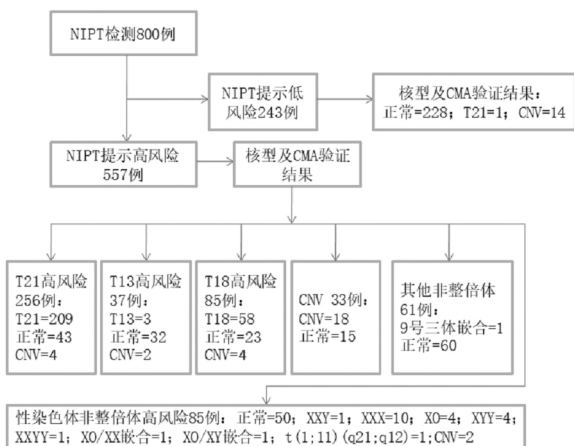 NIPT检测800例
NIPT提示低
风险243例
核型及CMA验证结果：
正常=228；T21=1；CNV=14
NIPT提示高风险
557例
核型及CMA验证
结果
T21高风险
256例：
T21=209
正常=43
CNV=4
T13高风险
37例：
T13=3
正常=32
CNV=2
T18高风险
85例：
T18=58
正常=23
CNV=4
CNV 33例：
CNV=18
正常=15
其他非整倍体
61例：
9号三体嵌合=1
正常=60
性染色体非整倍体高风险85例：正常=50；XXY=1；XXX=10；XO=4；XYY=4；
XXYY=1；XO/XX嵌合=1；XO/XY嵌合=1；t(1;11)(q21;q12)=1;CNV=2